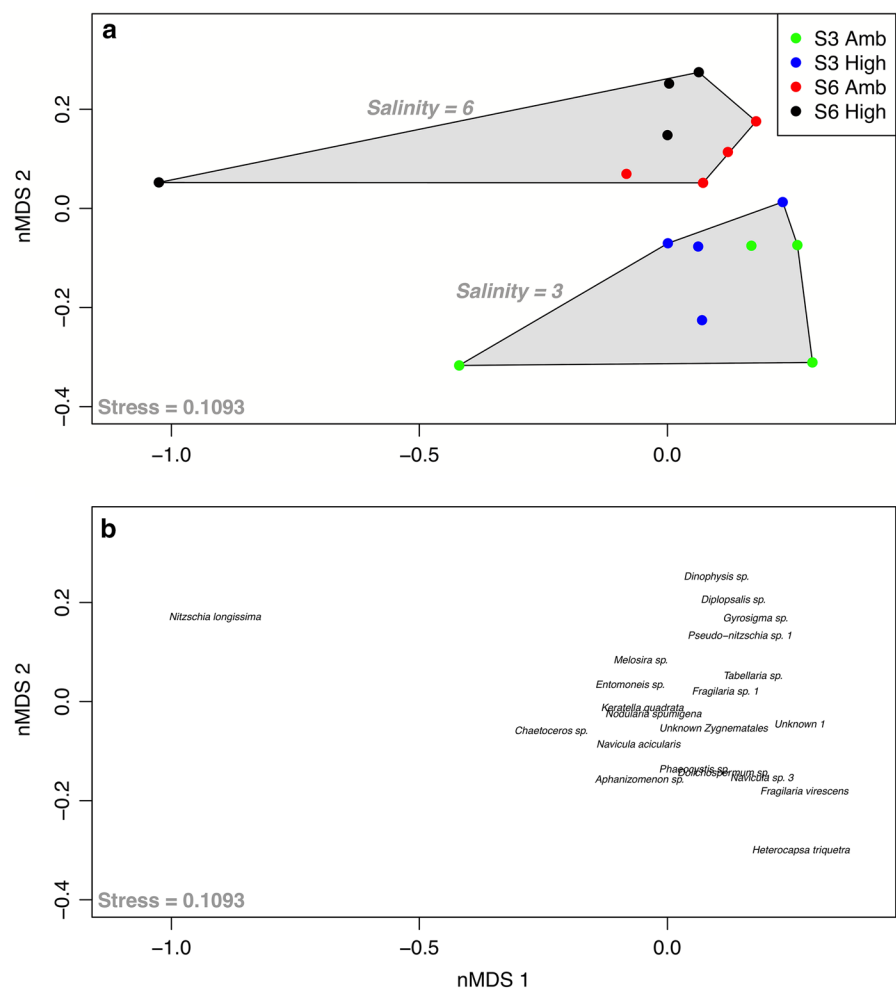 a
S3 Amb
S3 High
S6 Amb
S6 High
Salinity = 6
Salinity = 3
Stress = 0.1093
nMDS 2
0.2
0.0
−0.2
−0.4
−1.0
−0.5
0.0
b
Dinophysis sp.
Diplopsalis sp.
Nitzschia longissima
Gyrosigma sp.
Pseudo−nitzschia sp. 1
Melosira sp.
Tabellaria sp.
Entomoneis sp.
Fragilaria sp. 1
Keratella quadrata
Nodularia spumigena
Unknown 1
Chaetoceros sp.
Unknown Zygnematales
Navicula acicularis
Phaeocystis sp.
Dolichospermum sp.
Aphanizomenon sp.
Navicula sp. 3
Fragilaria virescens
Heterocapsa triquetra
Stress = 0.1093
nMDS 2
0.2
0.0
−0.2
−0.4
−1.0
−0.5
0.0
nMDS 1